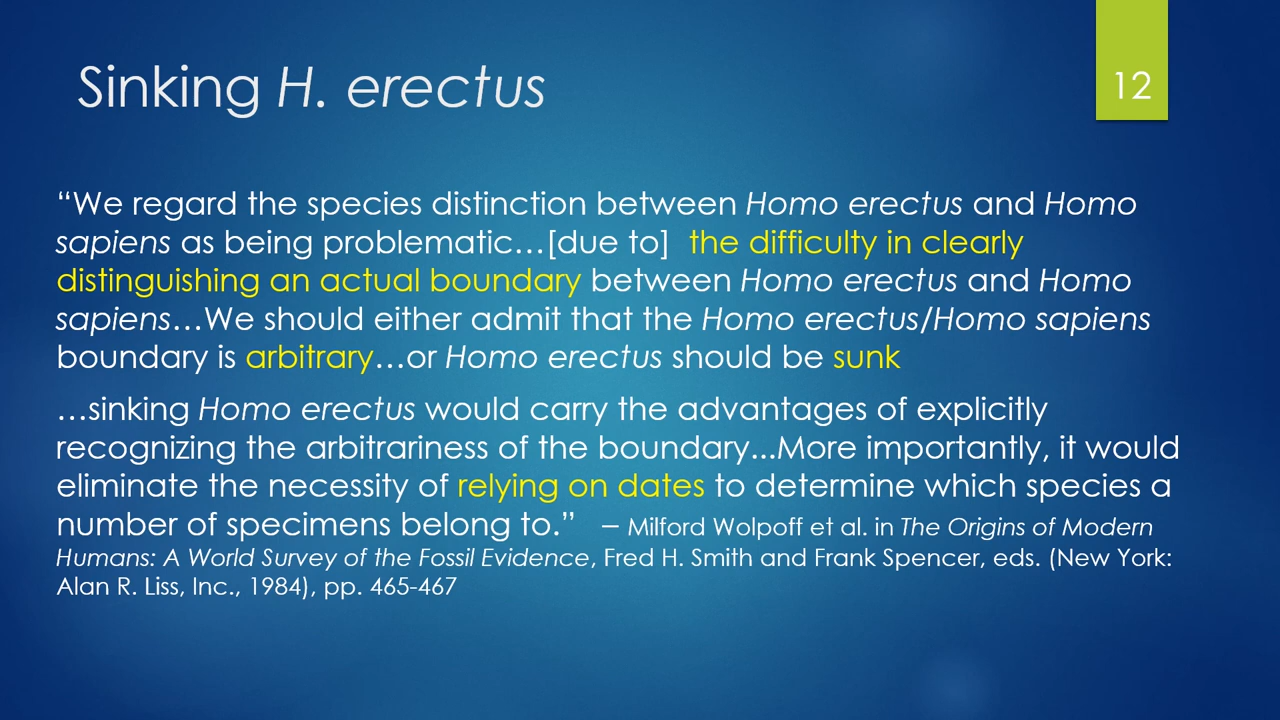 Sinking H. erectus
12
“We regard the species distinction between Homo erectus and Homo
sapiens as being problematic…[due to]  the difficulty in clearly
distinguishing an actual boundary between Homo erectus and Homo
sapiens…We should either admit that the Homo erectus/Homo sapiens
boundary is arbitrary…or Homo erectus should be sunk
…sinking Homo erectus would carry the advantages of explicitly
recognizing the arbitrariness of the boundary...More importantly, it would
eliminate the necessity of relying on dates to determine which species a
number of specimens belong to.”   – Milford Wolpoff et al. in The Origins of Modern
Humans: A World Survey of the Fossil Evidence, Fred H. Smith and Frank Spencer, eds. (New York:
Alan R. Liss, Inc., 1984), pp. 465-467